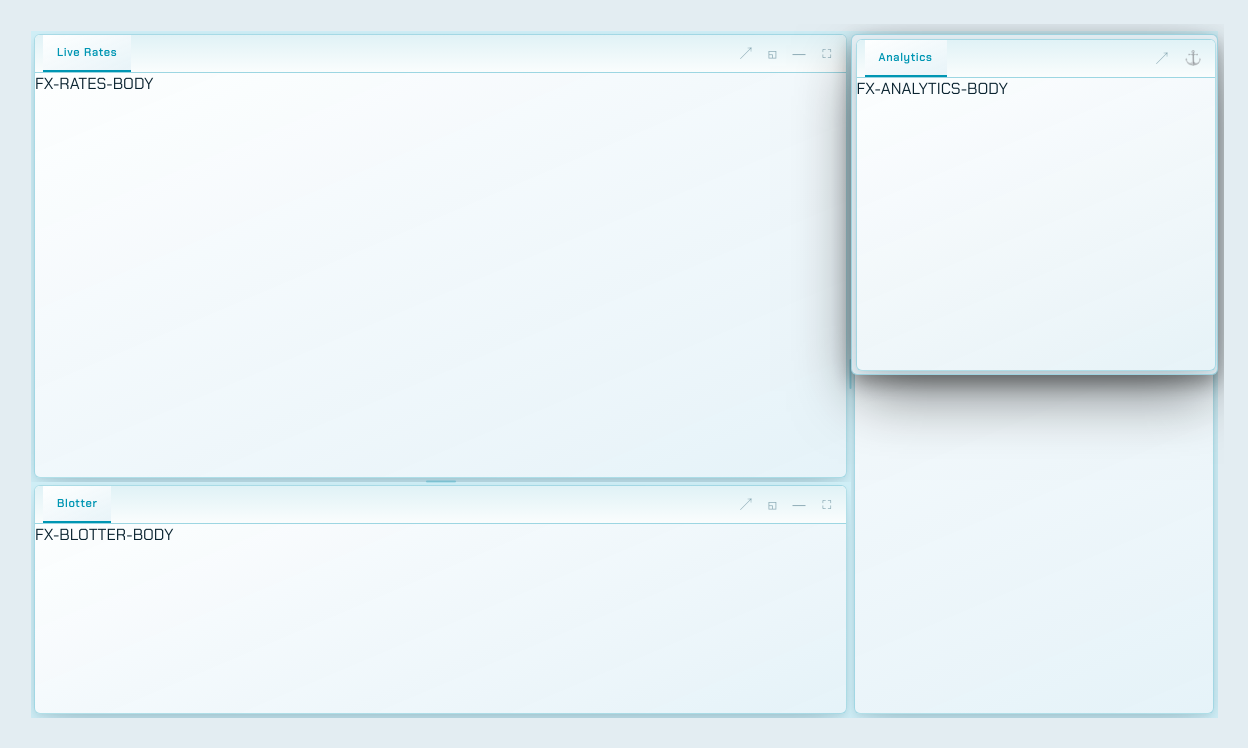 Live Rates
FX-RATES-BODY
Analytics
FX-ANALYTICS-BODY
Blotter
FX-BLOTTER-BODY